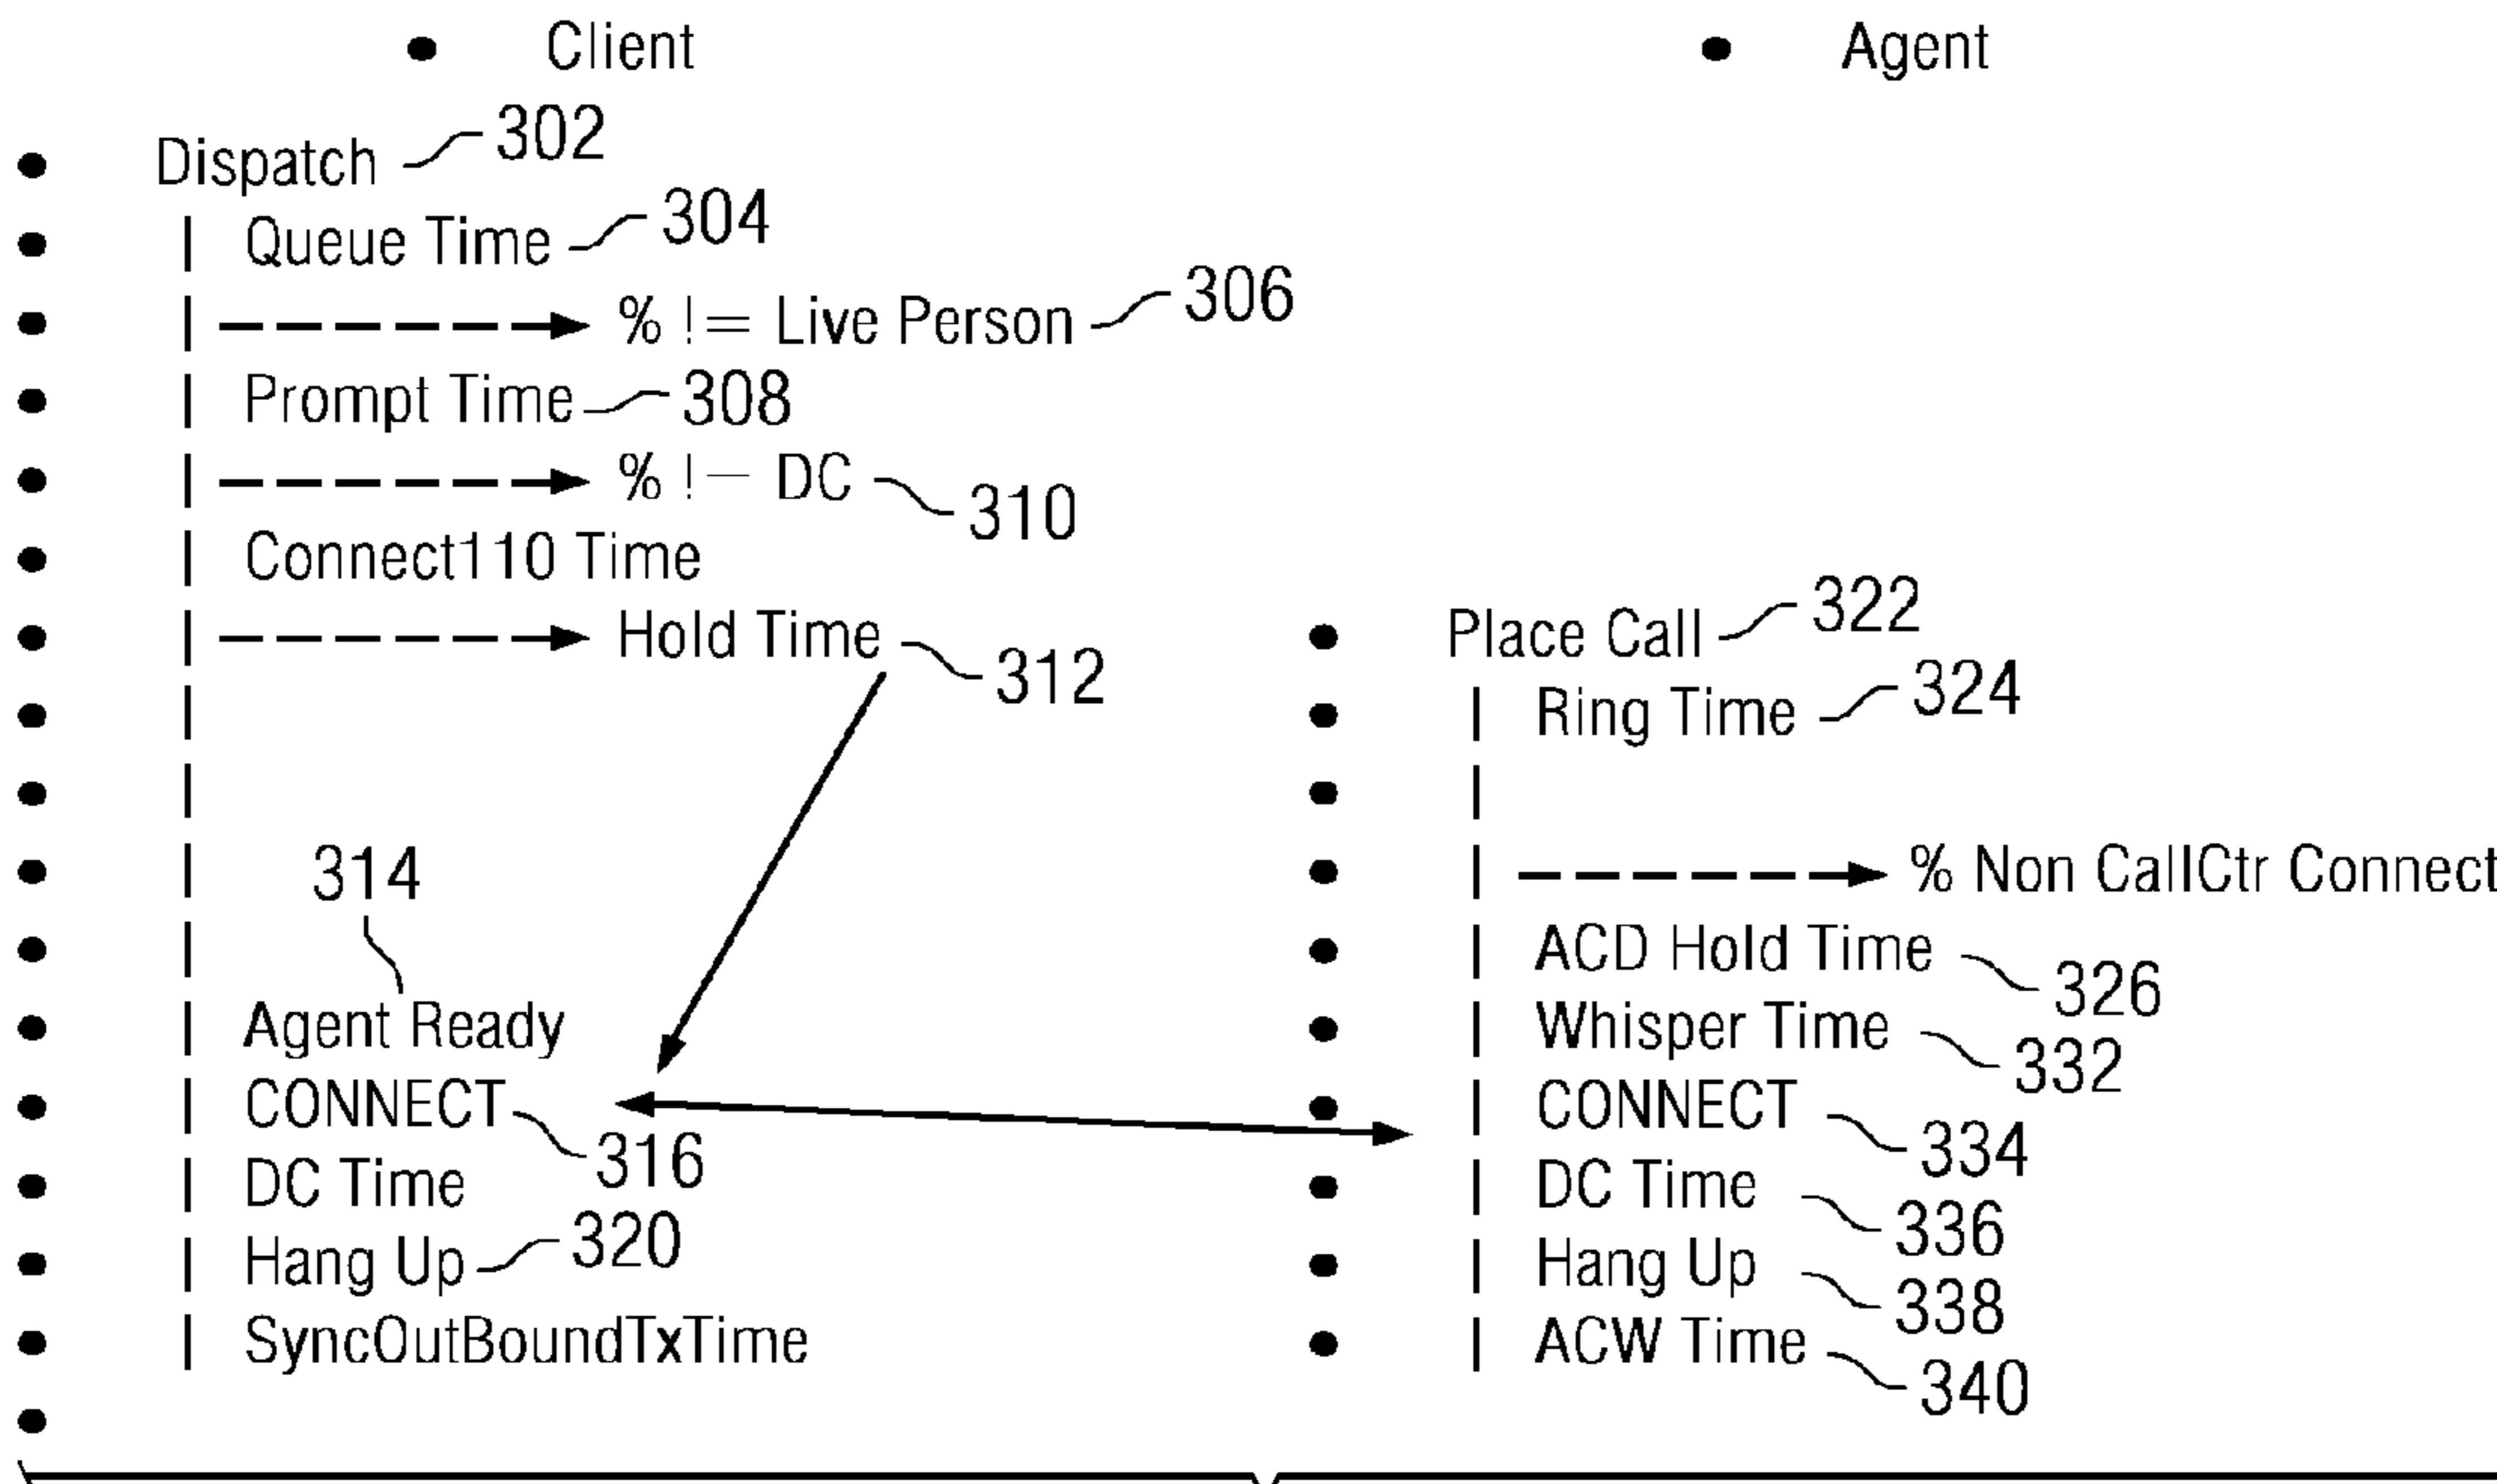 • Client • Agent
• Dispatch 302
• | Queue Time 304
• | % != Live Person 306
• | Prompt Time 308
• | % !− DC 310
• | Connect110 Time
• | Hold Time 312 • Place Call 322
• | • | Ring Time 324
• | • |
• 314 | • | % Non CallCtr Connect
• | • | ACD Hold Time 326
• | Agent Ready • | Whisper Time 332
• | CONNECT 316 • | CONNECT 334
• | DC Time • | DC Time 336
• | Hang Up 320 • | Hang Up 338
• | SyncOutBoundTxTime • | ACW Time 340
•